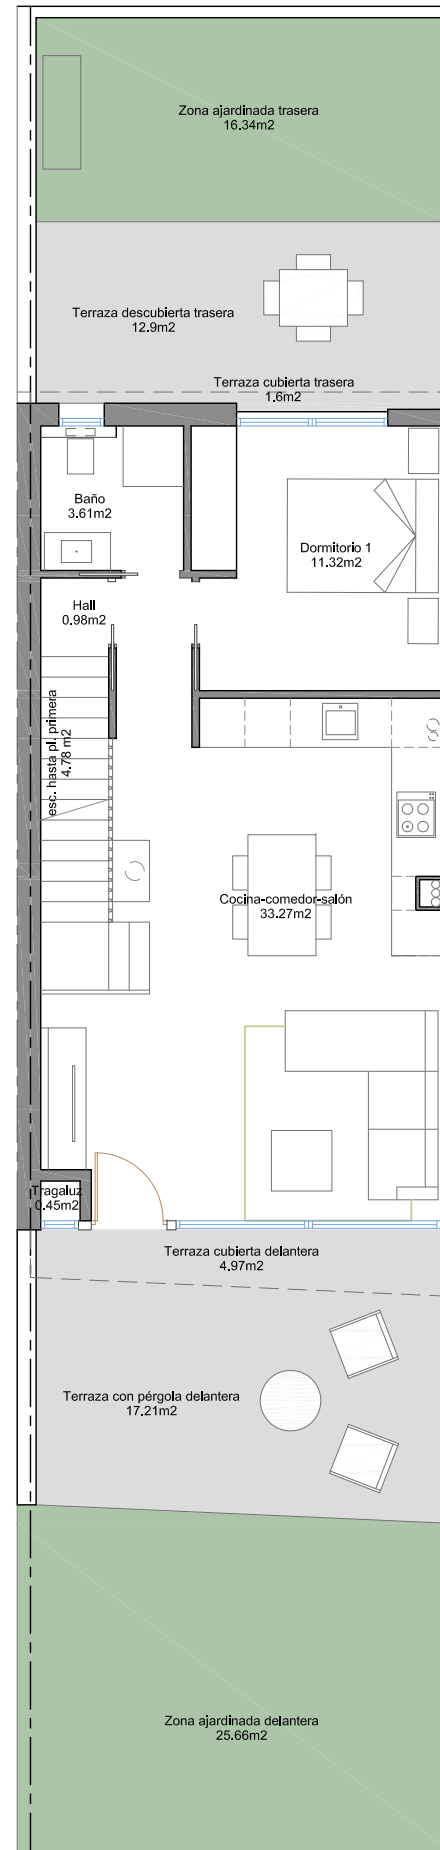 Zona ajardinada trasera
16.34m2
Terraza descubierta trasera
12.9m2
Terraza cubierta trasera
1.6m2
Baño
3.61m2
Dormitorio 1
11.32m2
Hall
0.98m2
esc. hasta pl. primera
4.78 m2
Cocina-comedor-salón
33.27m2
Tragaluz
0.45m2
Terraza cubierta delantera
4.97m2
Terraza con pérgola delantera
17.21m2
Zona ajardinada delantera
25.66m2